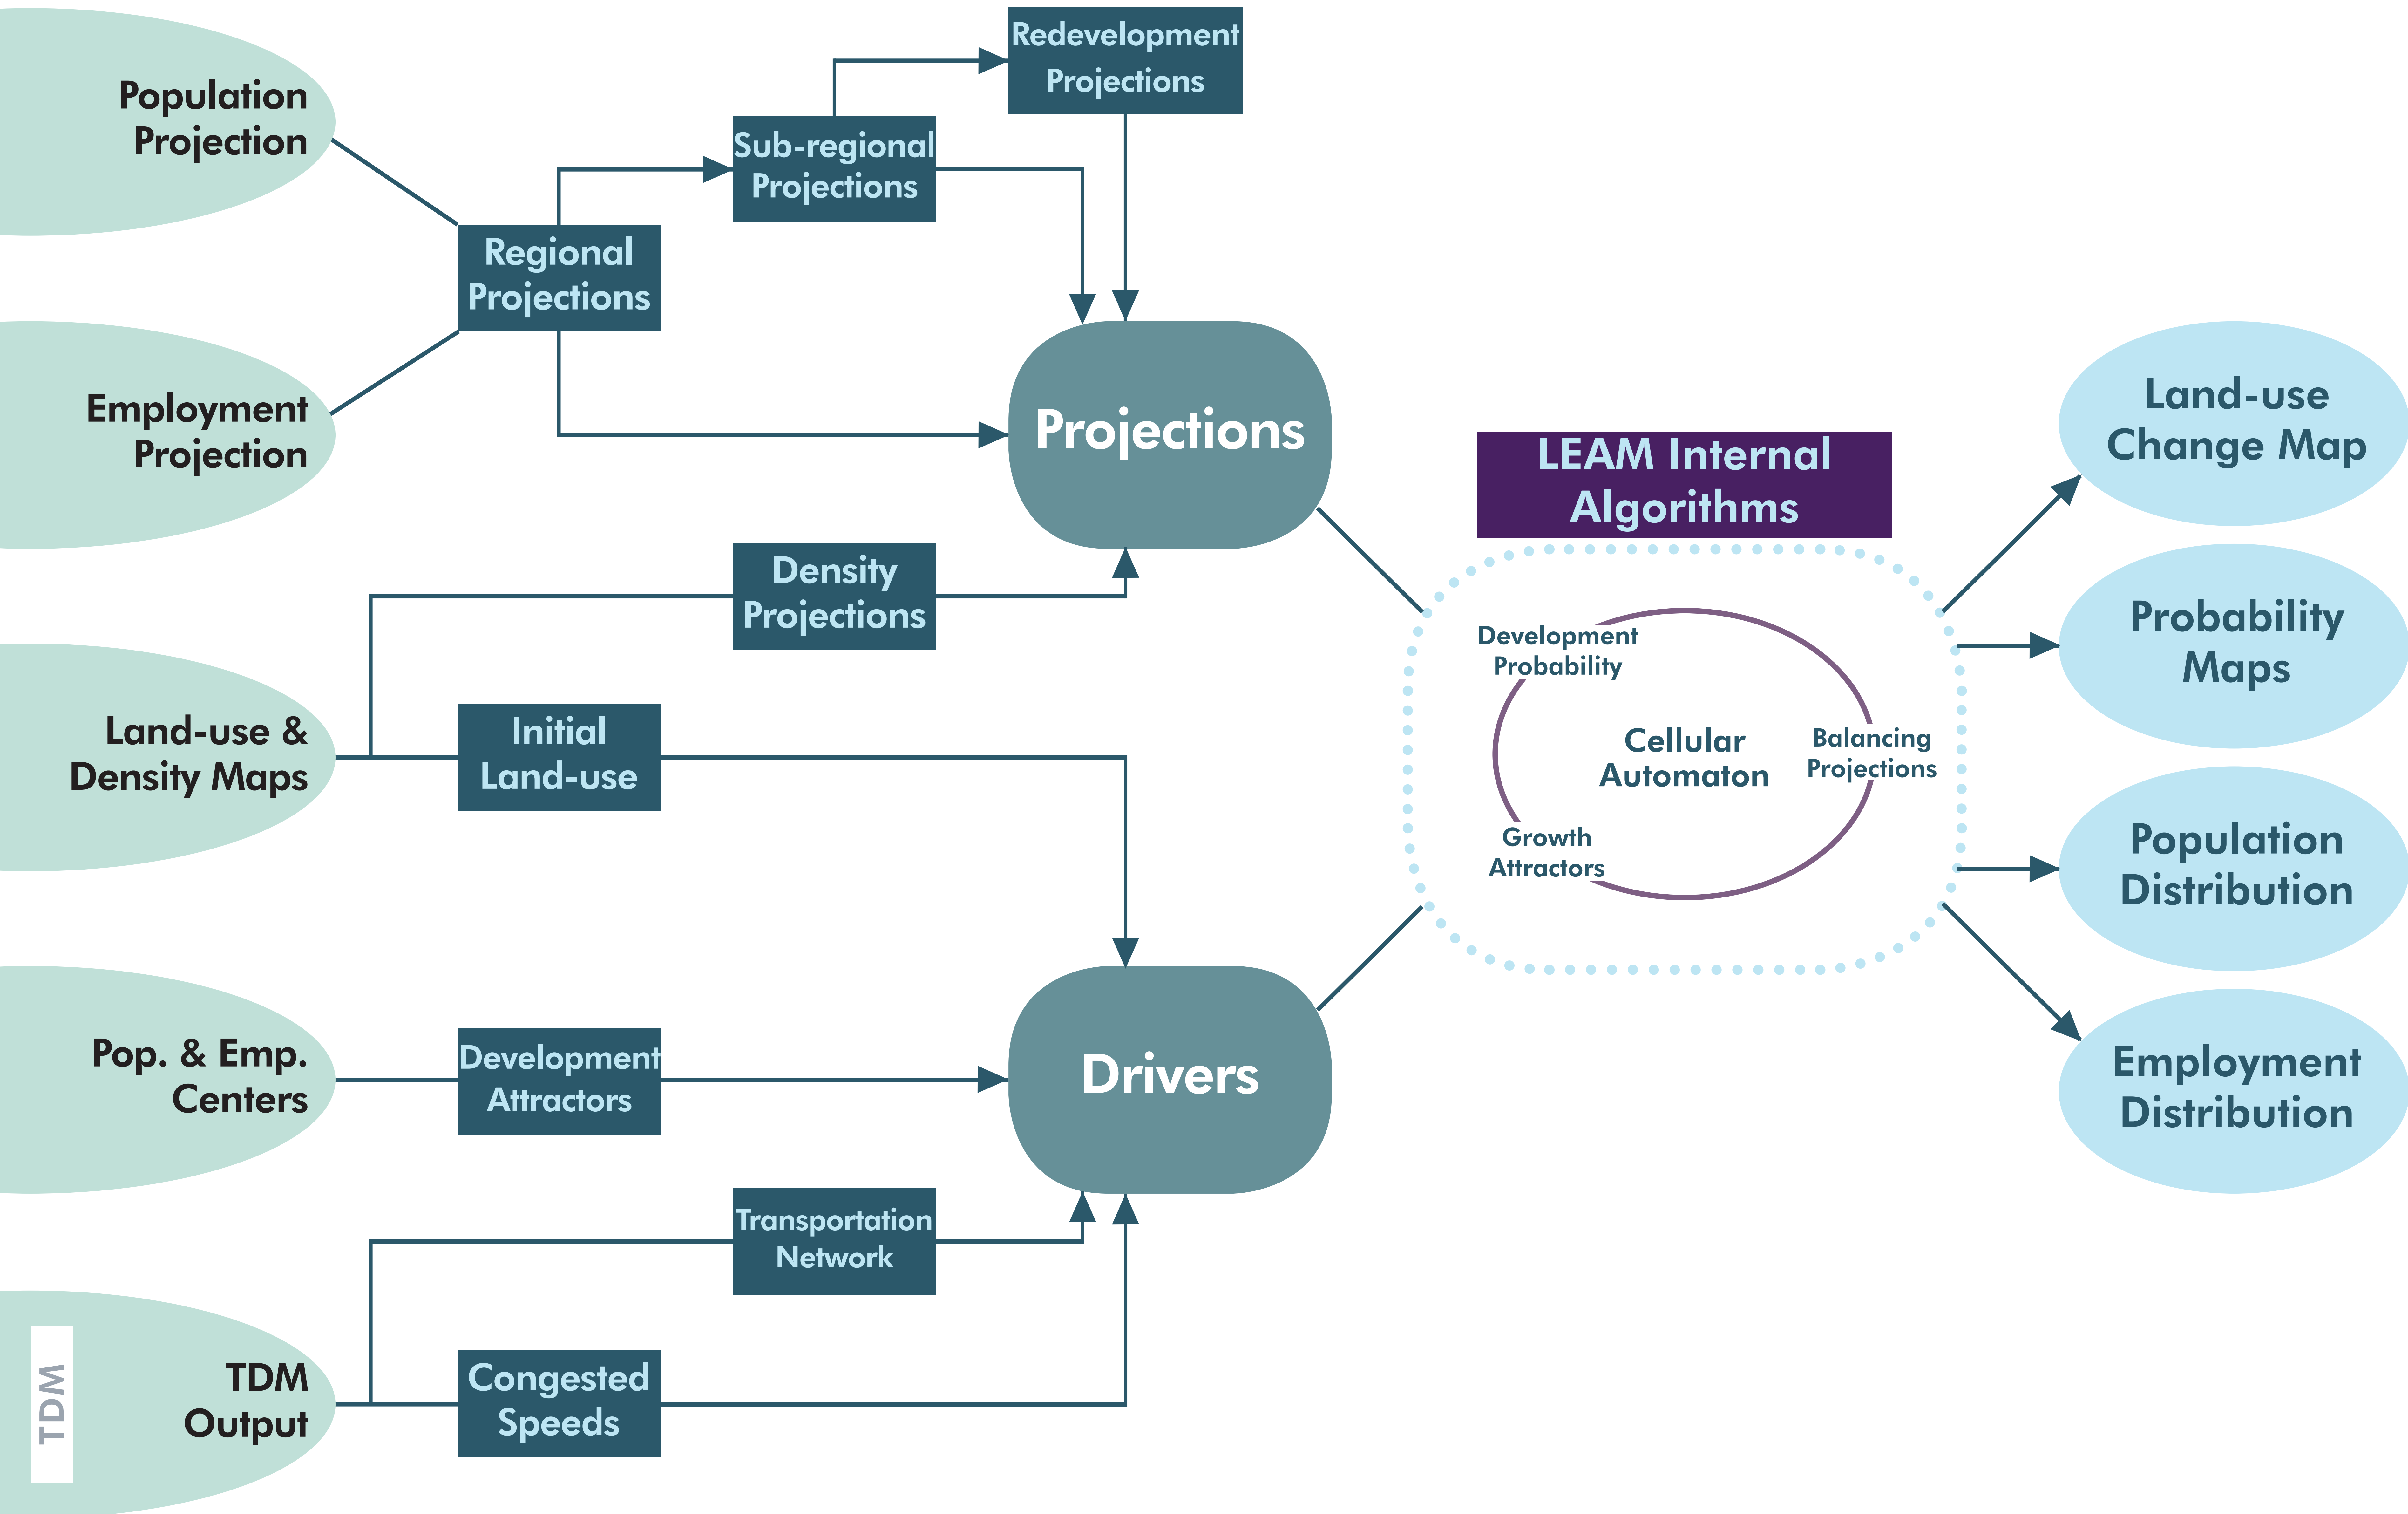 Population
Projection
Employment
Projection
Land-use &
Density Maps
Pop. & Emp.
Centers
TDM
TDM
Output
Regional
Projections
Sub-regional
Projections
Redevelopment
Projections
Density
Projections
Initial
Land-use
Development
Attractors
Transportation
Network
Congested
Speeds
Projections
Drivers
LEAM Internal
Algorithms
Development
Probability
Cellular
Automaton
Balancing
Projections
Growth
Attractors
Land-use
Change Map
Probability
Maps
Population
Distribution
Employment
Distribution